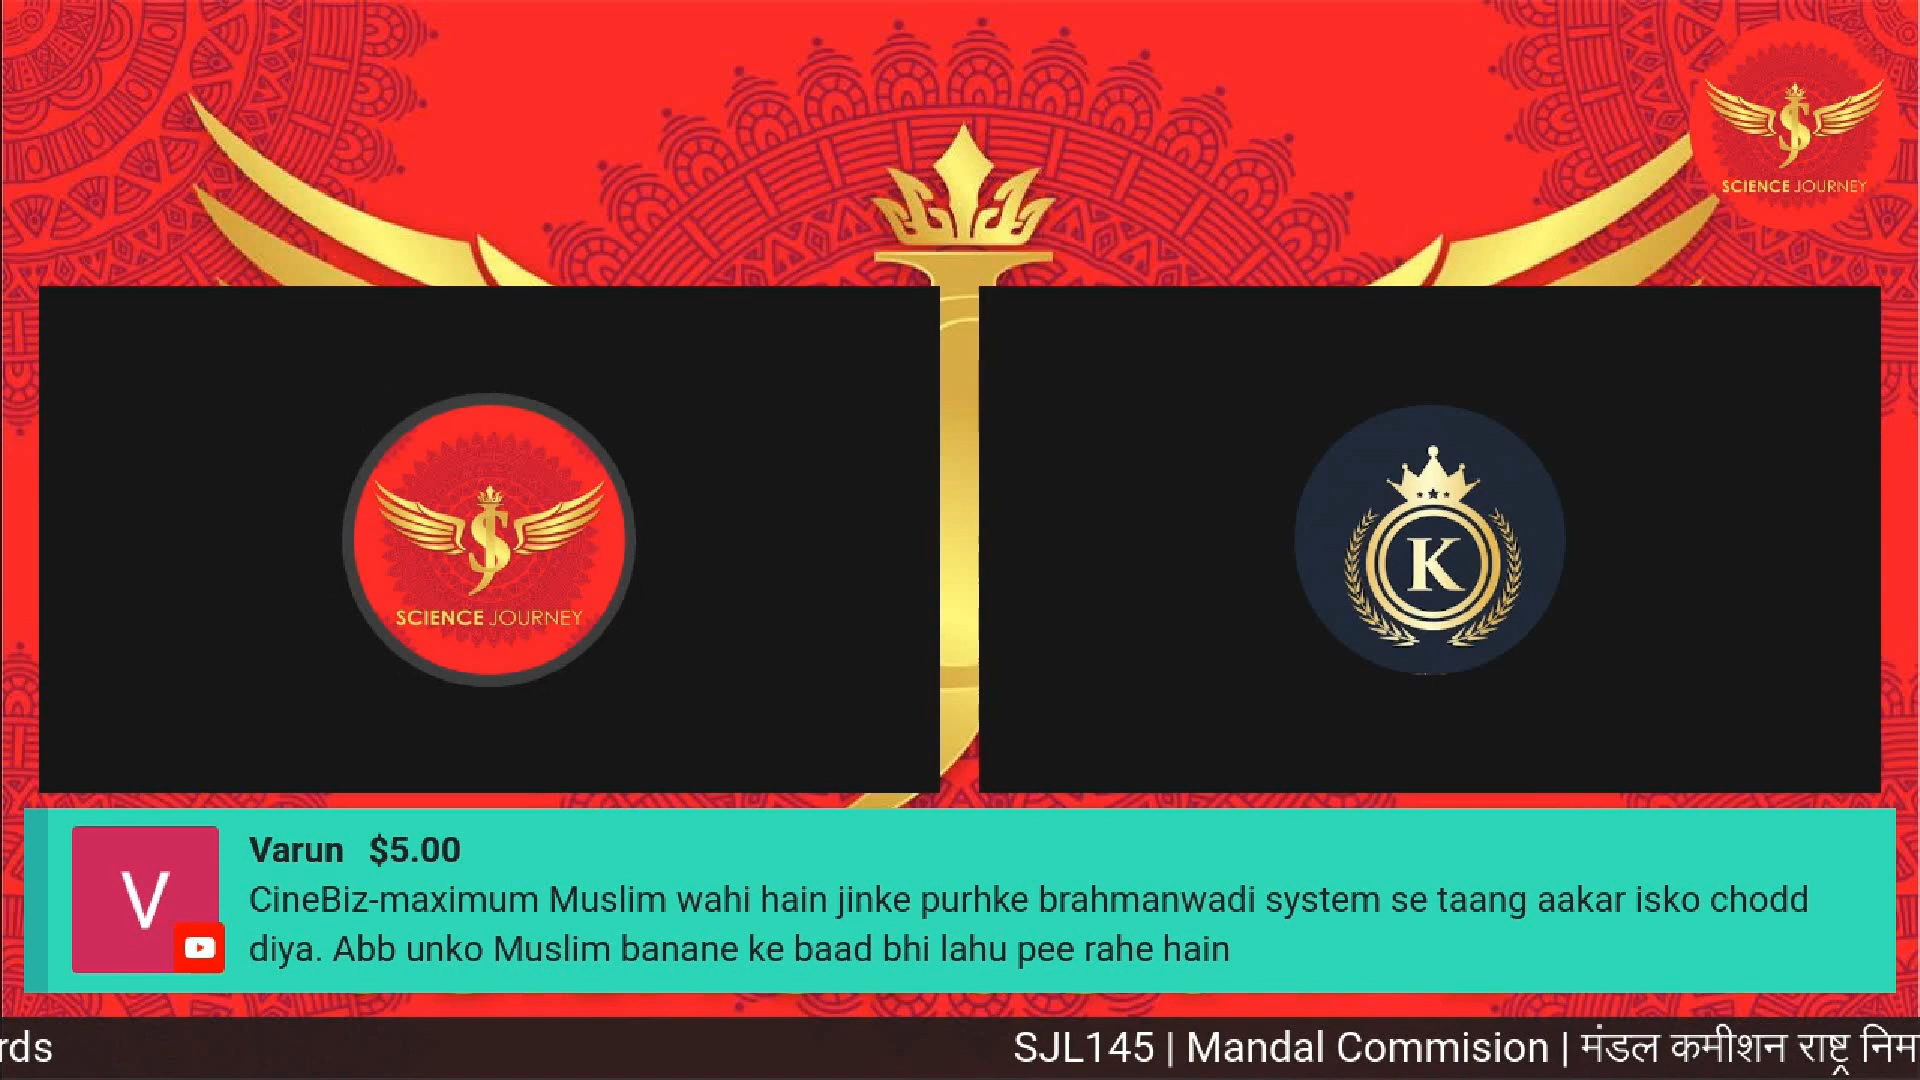 SCIENCE JOURNEY
SCIENCE JOURNEY
K
V
Varun $5.00
CineBiz-maximum Muslim wahi hain jinke purhke brahmanwadi system se taang aakar isko chodd
diya. Abb unko Muslim banane ke baad bhi lahu pee rahe hain
rds
SJL145 | Mandal Commision | मंडल कमीशन राष्ट्र निम